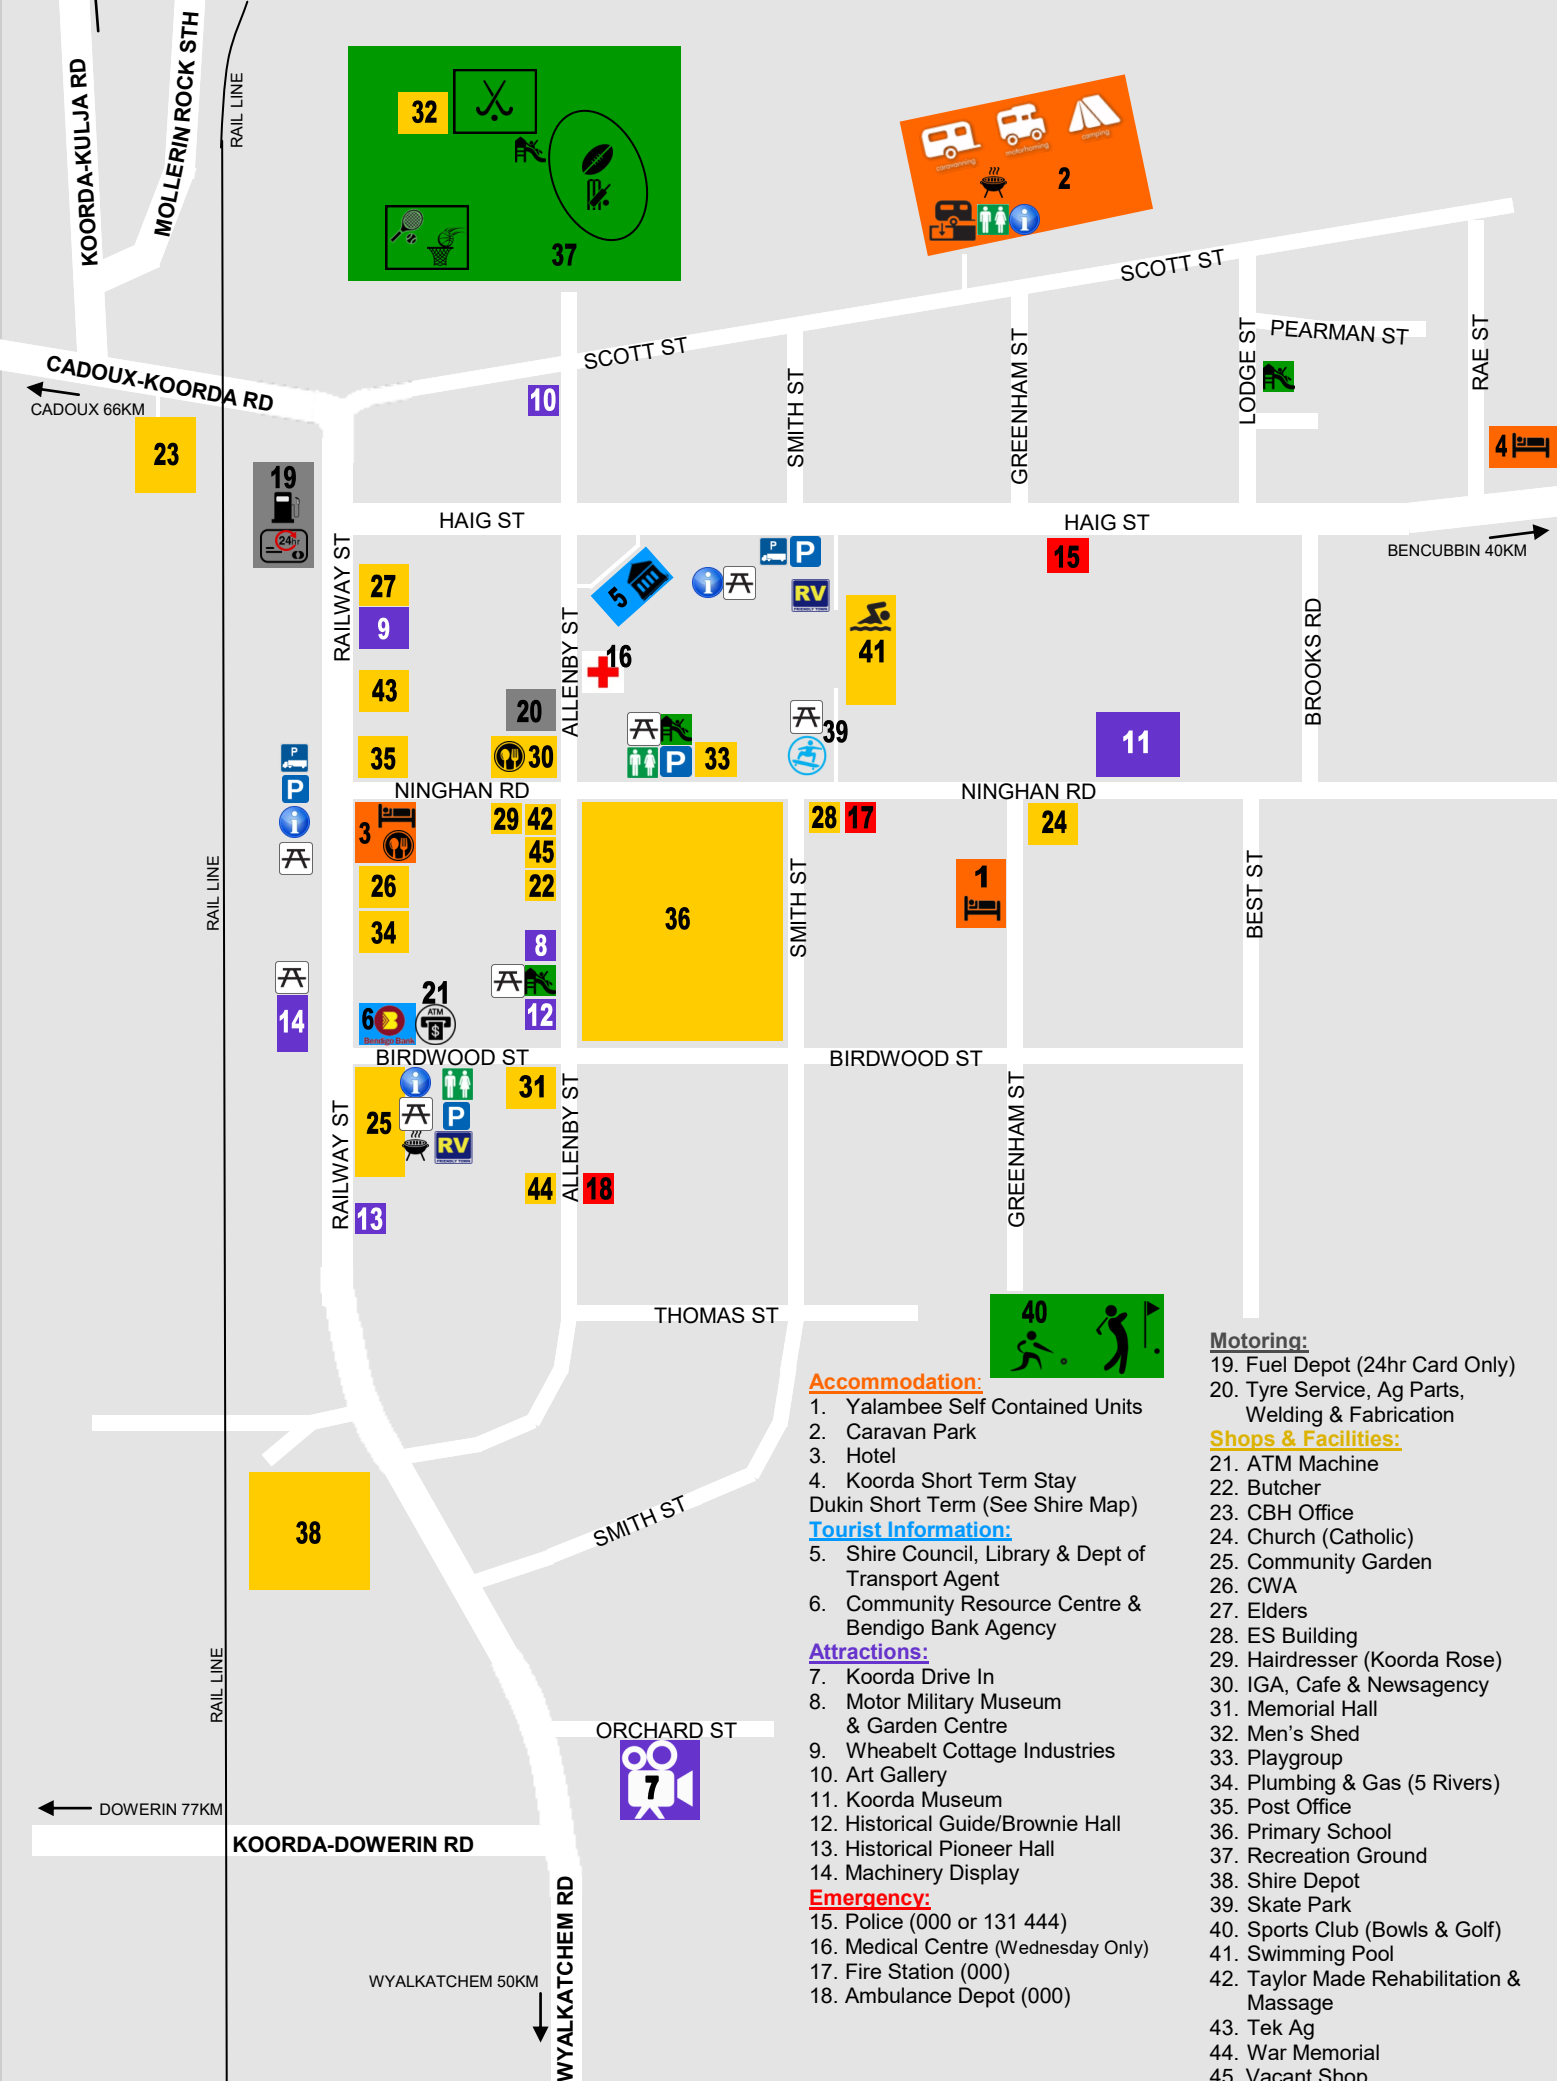 KOORDA-KULJA RD
MOLLERIN ROCK STH
RAIL LINE
32
37
caravanning
motorhoming
camping
2
SCOTT ST
SCOTT ST
PEARMAN ST
CADOUX-KOORDA RD
CADOUX 66KM
10
SMITH ST
GREENHAM ST
LODGE ST
RAE ST
23
4
19
24hr
HAIG ST
HAIG ST
BENCUBBIN 40KM
RAILWAY ST
27
9
5
i
P
P
RV
FRIENDLY TOWN
15
ALLENBY ST
16
41
BROOKS RD
43
20
35
30
P
33
39
11
P
P
i
NINGHAN RD
NINGHAN RD
3
29
42
45
22
26
34
8
12
36
28
17
24
1
SMITH ST
BEST ST
RAIL LINE
14
6
Bendigo Bank
21
ATM
$
BIRDWOOD ST
BIRDWOOD ST
25
i
P
RV
FRIENDLY TOWN
31
RAILWAY ST
ALLENBY ST
GREENHAM ST
44
18
13
THOMAS ST
40
38
SMITH ST
RAIL LINE
ORCHARD ST
7
DOWERIN 77KM
KOORDA-DOWERIN RD
WYALKATCHEM RD
WYALKATCHEM 50KM
Accommodation:
1. Yalambee Self Contained Units
2. Caravan Park
3. Hotel
4. Koorda Short Term Stay
Dukin Short Term (See Shire Map)
Tourist Information:
5. Shire Council, Library & Dept of
Transport Agent
6. Community Resource Centre &
Bendigo Bank Agency
Attractions:
7. Koorda Drive In
8. Motor Military Museum
& Garden Centre
9. Wheabelt Cottage Industries
10. Art Gallery
11. Koorda Museum
12. Historical Guide/Brownie Hall
13. Historical Pioneer Hall
14. Machinery Display
Emergency:
15. Police (000 or 131 444)
16. Medical Centre (Wednesday Only)
17. Fire Station (000)
18. Ambulance Depot (000)
Motoring:
19. Fuel Depot (24hr Card Only)
20. Tyre Service, Ag Parts,
Welding & Fabrication
Shops & Facilities:
21. ATM Machine
22. Butcher
23. CBH Office
24. Church (Catholic)
25. Community Garden
26. CWA
27. Elders
28. ES Building
29. Hairdresser (Koorda Rose)
30. IGA, Cafe & Newsagency
31. Memorial Hall
32. Men's Shed
33. Playgroup
34. Plumbing & Gas (5 Rivers)
35. Post Office
36. Primary School
37. Recreation Ground
38. Shire Depot
39. Skate Park
40. Sports Club (Bowls & Golf)
41. Swimming Pool
42. Taylor Made Rehabilitation &
Massage
43. Tek Ag
44. War Memorial
45. Vacant Shop